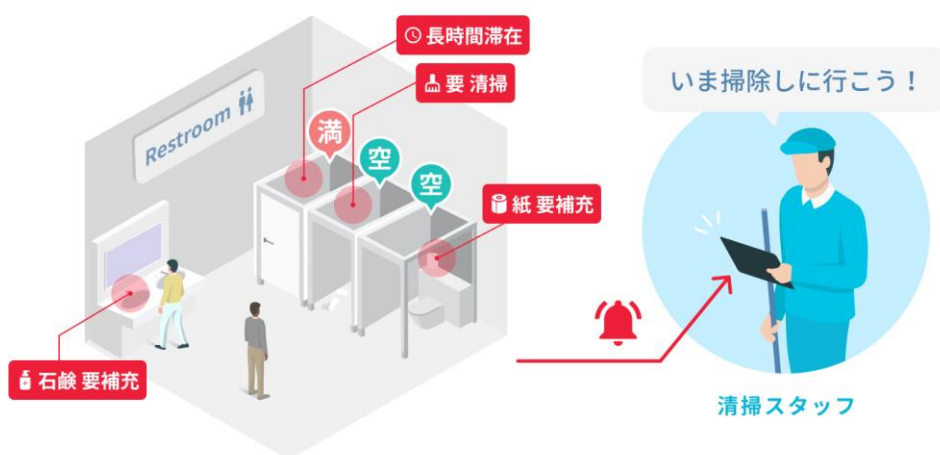 長時間滞在
要 清掃
いま掃除しに行こう!
Restroom
満
空
空
紙 要補充
石鹸 要補充
清掃スタッフ